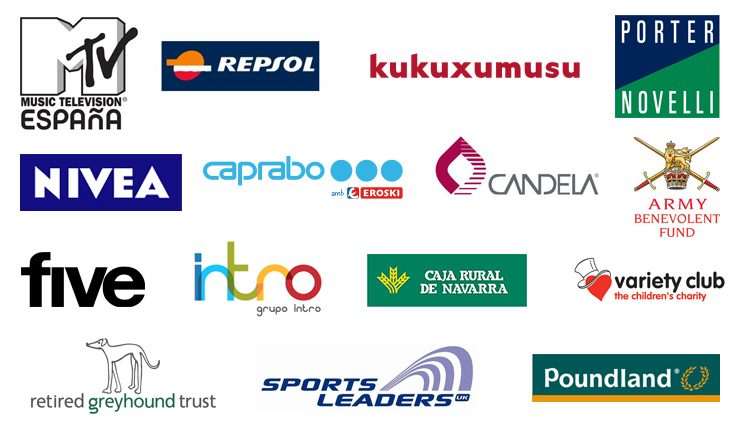 MTV
MUSIC TELEVISION®
ESPAÑA
REPSOL
kukuxumusu
PORTER
NOVELLI
NIVEA
caprabo
amb EROSKI
CANDELA®
ARMY
BENEVOLENT
FUND
five
intro
grupo Intro
CAJA RURAL
DE NAVARRA
variety club
the children's charity
retired greyhound trust
SPORTS
LEADERS UK
Poundland®